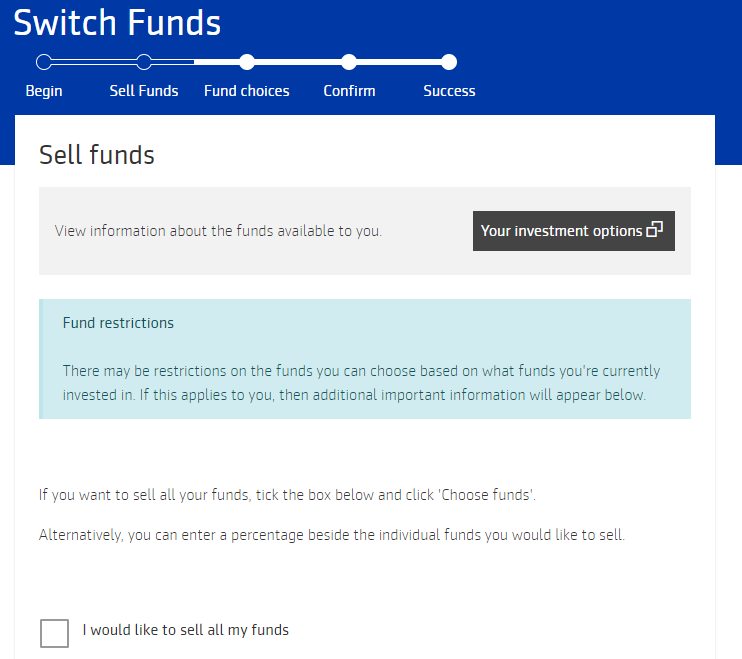 Switch Funds
Begin Sell Funds Fund choices Confirm Success
Sell funds
View information about the funds available to you.
Your investment options
Fund restrictions
There may be restrictions on the funds you can choose based on what funds you're currently
invested in. If this applies to you, then additional important information will appear below.
If you want to sell all your funds, tick the box below and click 'Choose funds'.
Alternatively, you can enter a percentage beside the individual funds you would like to sell.
I would like to sell all my funds